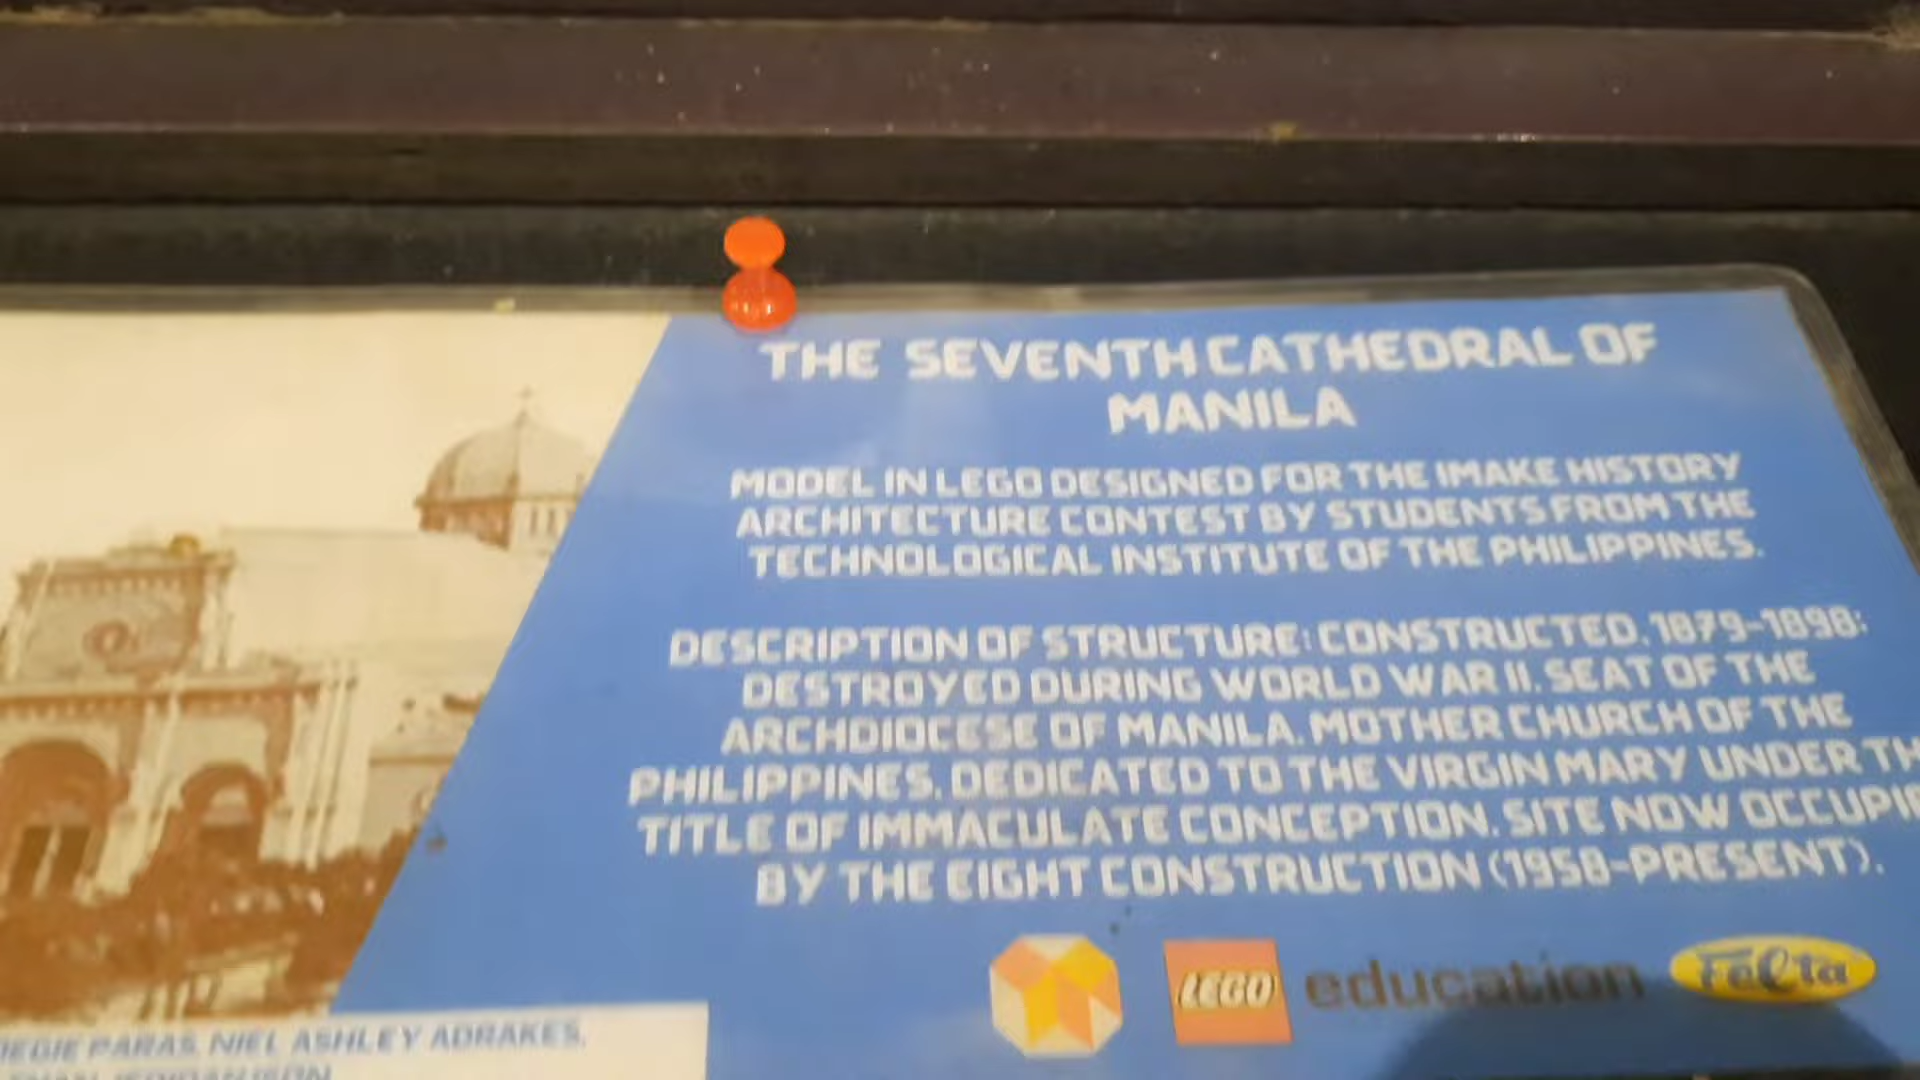 THE SEVENTH CATHEDRAL OF
MANILA
MODEL IN LEGO DESIGNED FOR THE IMAKE HISTORY
ARCHITECTURE CONTEST BY STUDENTS FROM THE
TECHNOLOGICAL INSTITUTE OF THE PHILIPPINES.
DESCRIPTION OF STRUCTURE: CONSTRUCTED, 1879-1898;
DESTROYED DURING WORLD WAR II. SEAT OF THE
ARCHDIOCESE OF MANILA. MOTHER CHURCH OF THE
PHILIPPINES. DEDICATED TO THE VIRGIN MARY UNDER TH
TITLE OF IMMACULATE CONCEPTION. SITE NOW OCCUPIE
BY THE EIGHT CONSTRUCTION (1958-PRESENT).
LEGO education Felta
PARAS, NIEL ASHLEY ADRAKES,